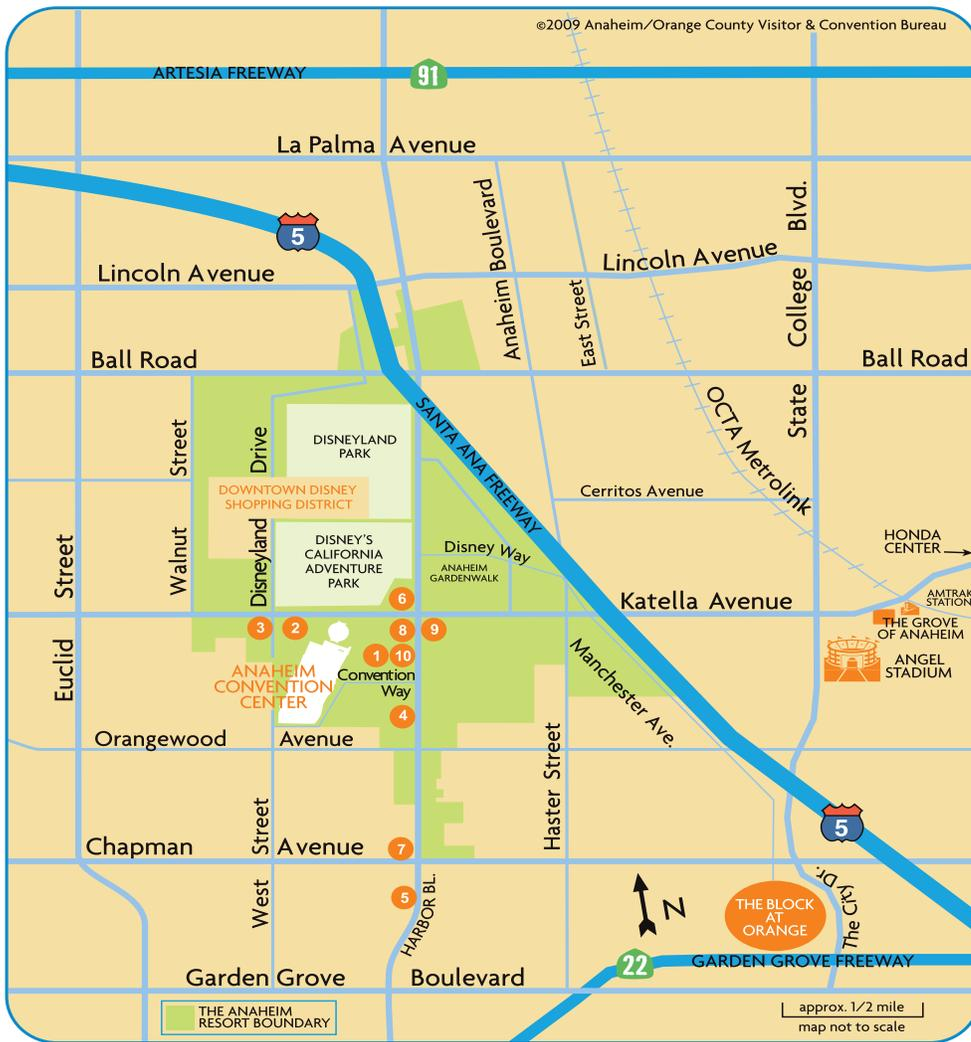 ©2009 Anaheim/Orange County Visitor & Convention Bureau
ARTESIA FREEWAY
91
La Palma Avenue
5
Anaheim Boulevard
East Street
State College Blvd.
Lincoln Avenue
Lincoln Avenue
Ball Road
Ball Road
SANTA ANA FREEWAY
OCTA Metrolink
Walnut Street
Disneyland Drive
DISNEYLAND
PARK
DOWNTOWN DISNEY
SHOPPING DISTRICT
Cerritos Avenue
DISNEY'S
CALIFORNIA
ADVENTURE
PARK
Disney Way
ANAHEIM
GARDENWALK
HONDA
CENTER
Euclid Street
6
Katella Avenue
AMTRAK
STATION
THE GROVE
OF ANAHEIM
ANGEL
STADIUM
3
2
8
9
1
10
ANAHEIM
CONVENTION
CENTER
Convention
Way
4
Manchester Ave.
Orangewood Avenue
Haster Street
West Street
5
Chapman Avenue
7
5
HARBOR BL.
N
THE BLOCK
AT
ORANGE
The City Dr.
22
GARDEN GROVE FREEWAY
Garden Grove Boulevard
THE ANAHEIM
RESORT BOUNDARY
approx. 1/2 mile
map not to scale